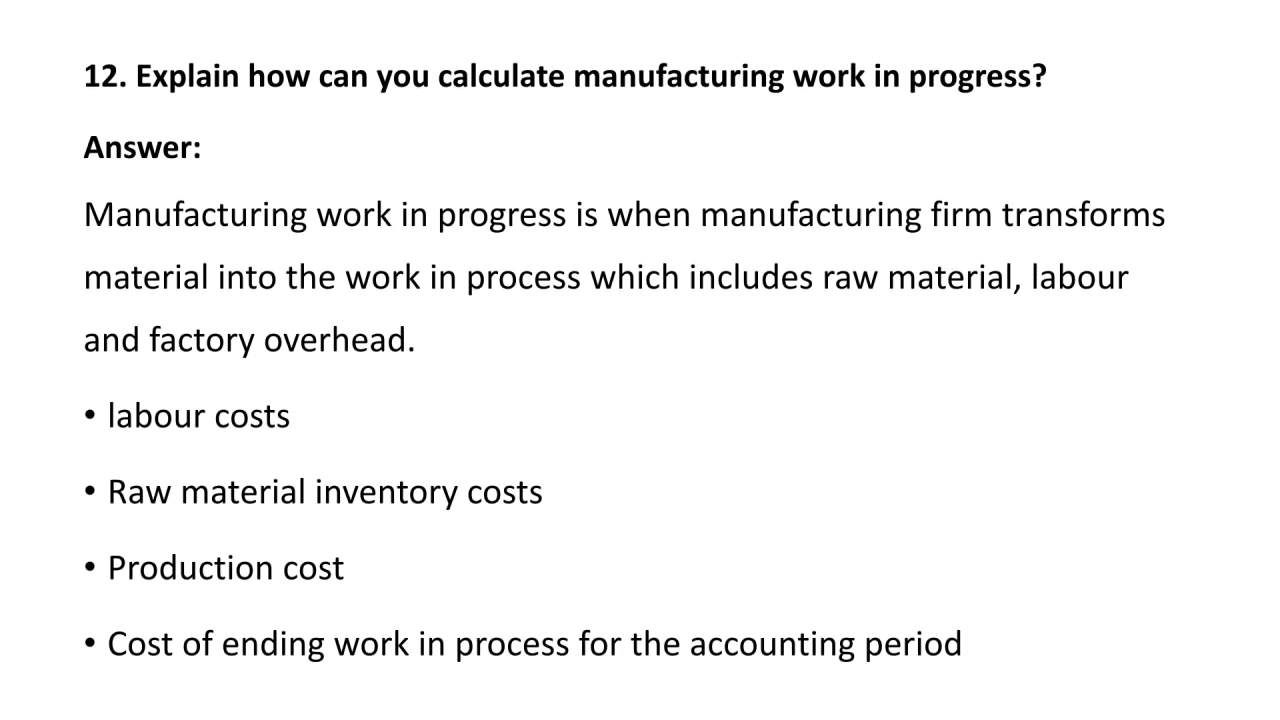 12. Explain how can you calculate manufacturing work in progress?
Answer:
Manufacturing work in progress is when manufacturing firm transforms
material into the work in process which includes raw material, labour
and factory overhead.
• labour costs
• Raw material inventory costs
• Production cost
• Cost of ending work in process for the accounting period